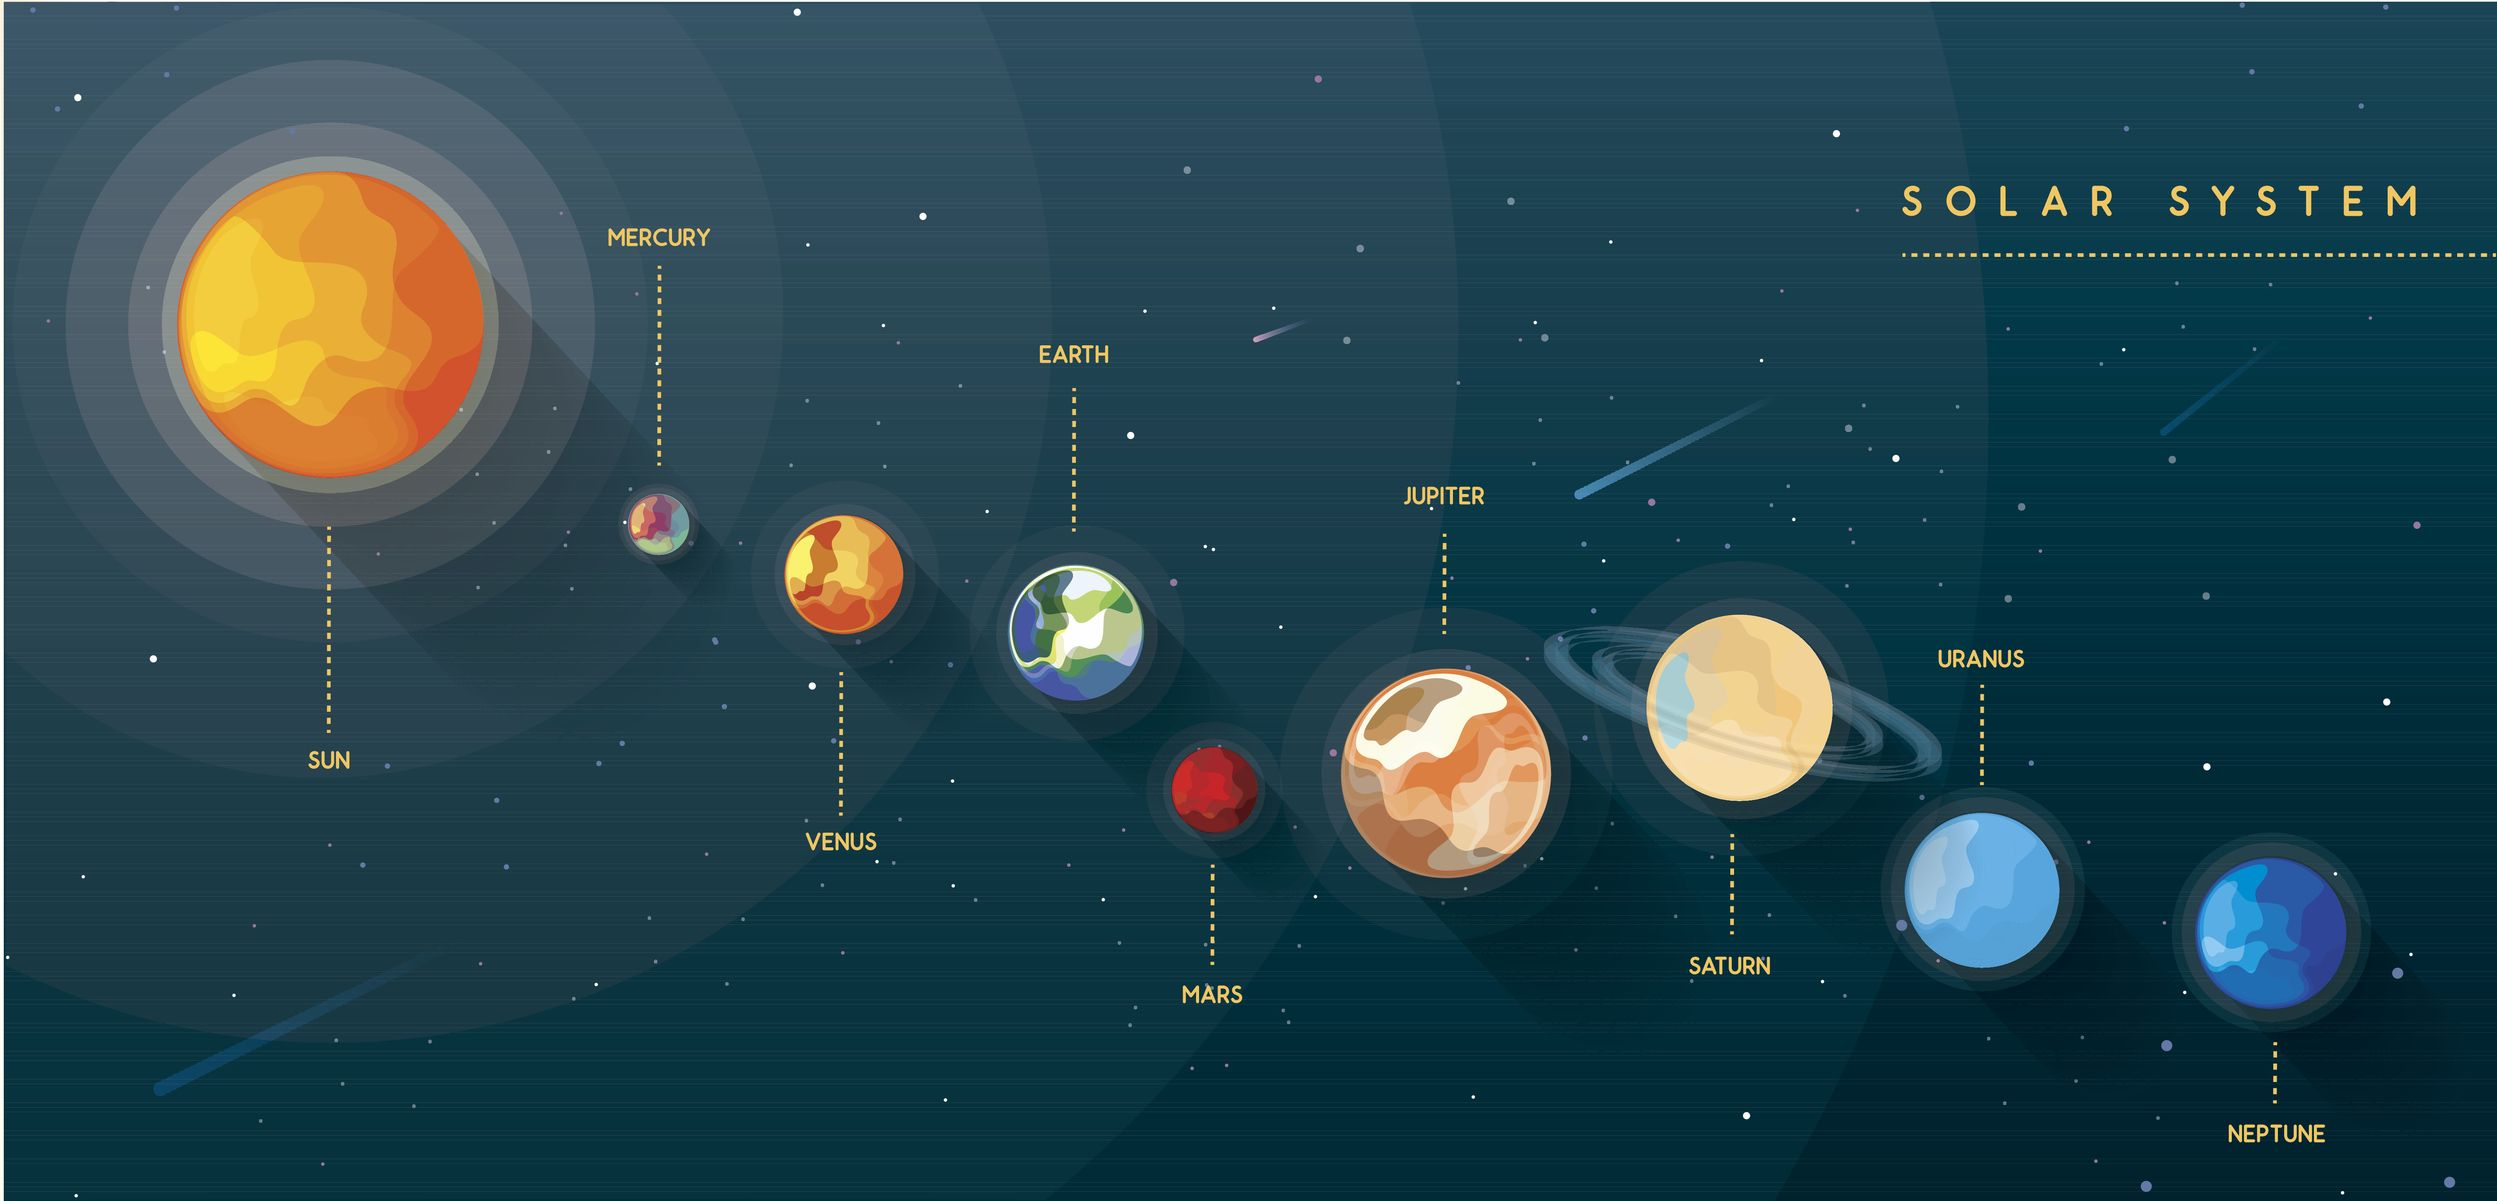 SOLAR SYSTEM
MERCURY
EARTH
JUPITER
URANUS
SUN
VENUS
SATURN
MARS
NEPTUNE